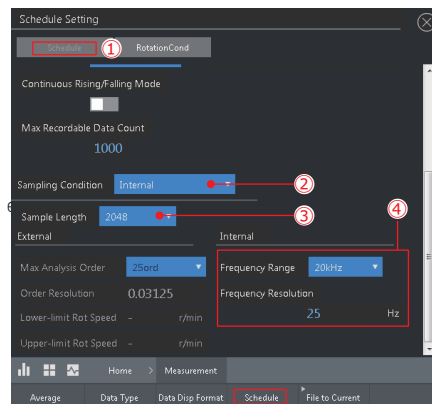 Schedule Setting
Schedule 1 RotationCond
Continuous Rising/Falling Mode
Max Recordable Data Count
1000
Sampling Condition Internal 2
Sample Length 2048 3
4
External Internal
Max Analysis Order 25ord Frequency Range 20kHz
Order Resolution 0.03125 Frequency Resolution
25 Hz
Lower-limit Rot Speed - r/min
Upper-limit Rot Speed - r/min
Home > Measurement
Average Data Type Data Disp Format Schedule File to Current